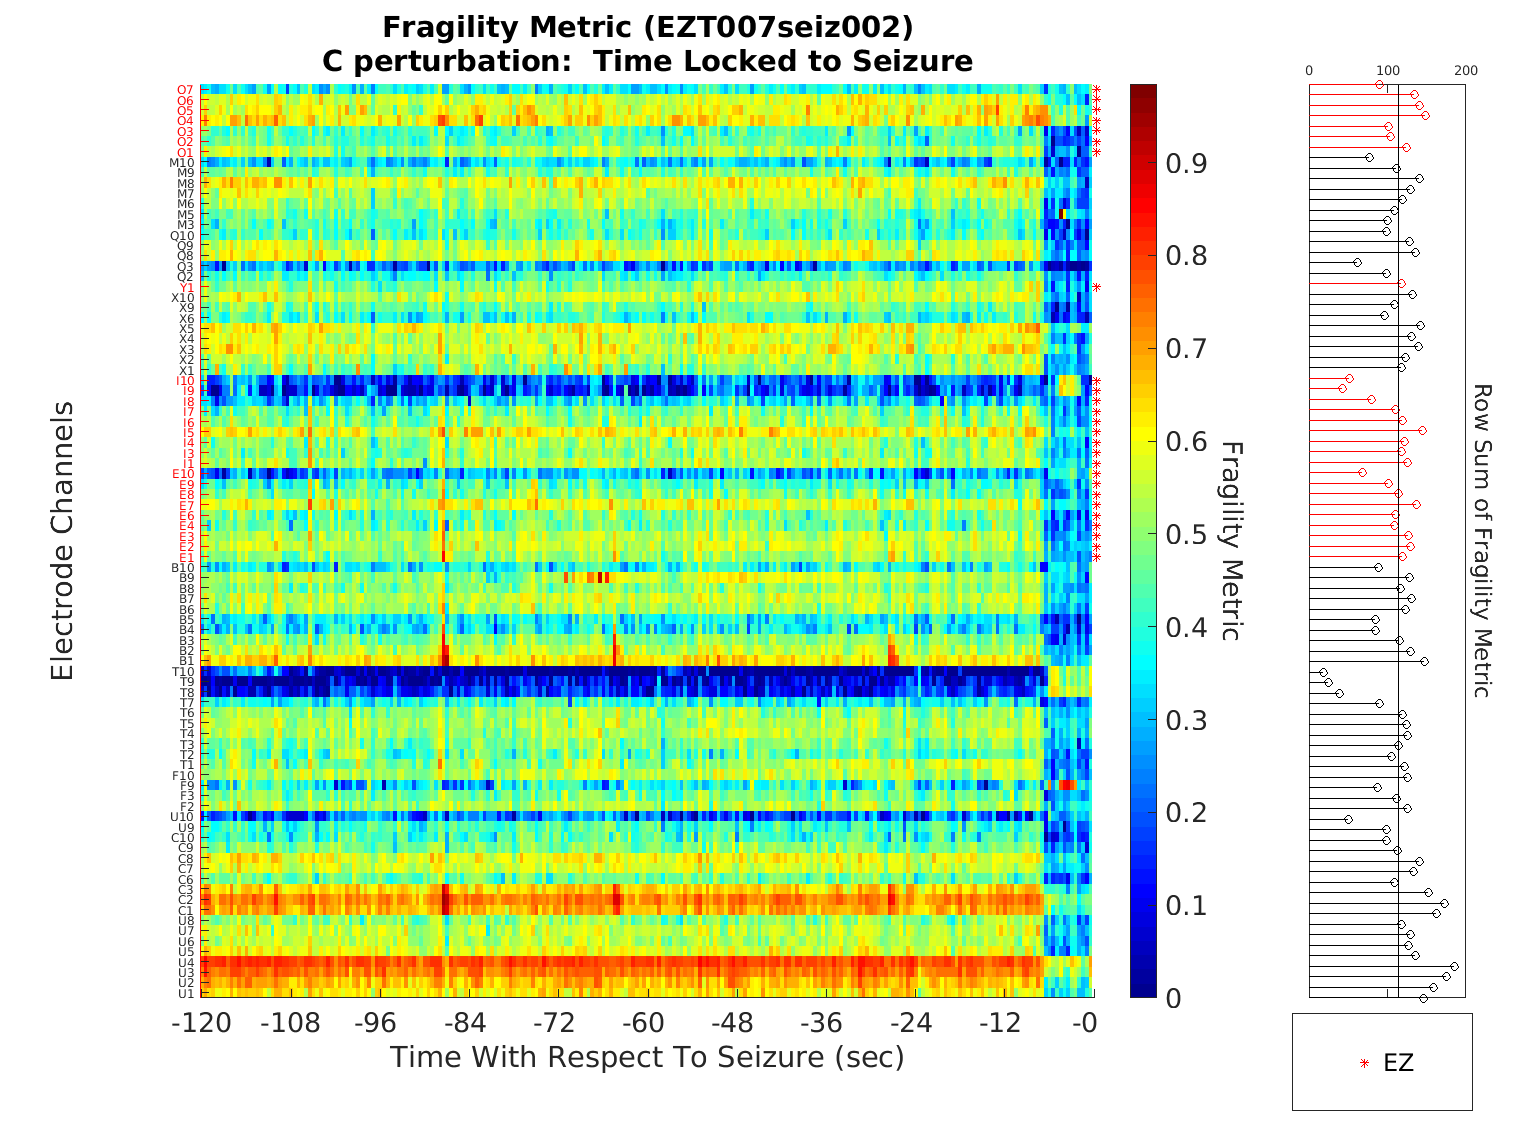 Fragility Metric (EZT007seiz002)
C perturbation:  Time Locked to Seizure
Electrode Channels
O7
O6
O5
O4
O3
O2
O1
M10
M9
M8
M7
M6
M5
M3
Q10
Q9
Q8
Q3
Q2
Y1
X10
X9
X6
X5
X4
X3
X2
X1
I10
I9
I8
I7
I6
I5
I4
I3
I1
E10
E9
E8
E7
E6
E4
E3
E2
E1
B10
B9
B8
B7
B6
B5
B4
B3
B2
B1
T10
T9
T8
T7
T6
T5
T4
T3
T2
T1
F10
F9
F3
F2
U10
U9
C10
C9
C8
C7
C6
C3
C2
C1
U8
U7
U6
U5
U4
U3
U2
U1
-120 -108 -96 -84 -72 -60 -48 -36 -24 -12 -0
Time With Respect To Seizure (sec)
0.9
0.8
0.7
0.6
0.5
0.4
0.3
0.2
0.1
0
Fragility Metric
0 100 200
Row Sum of Fragility Metric
EZ